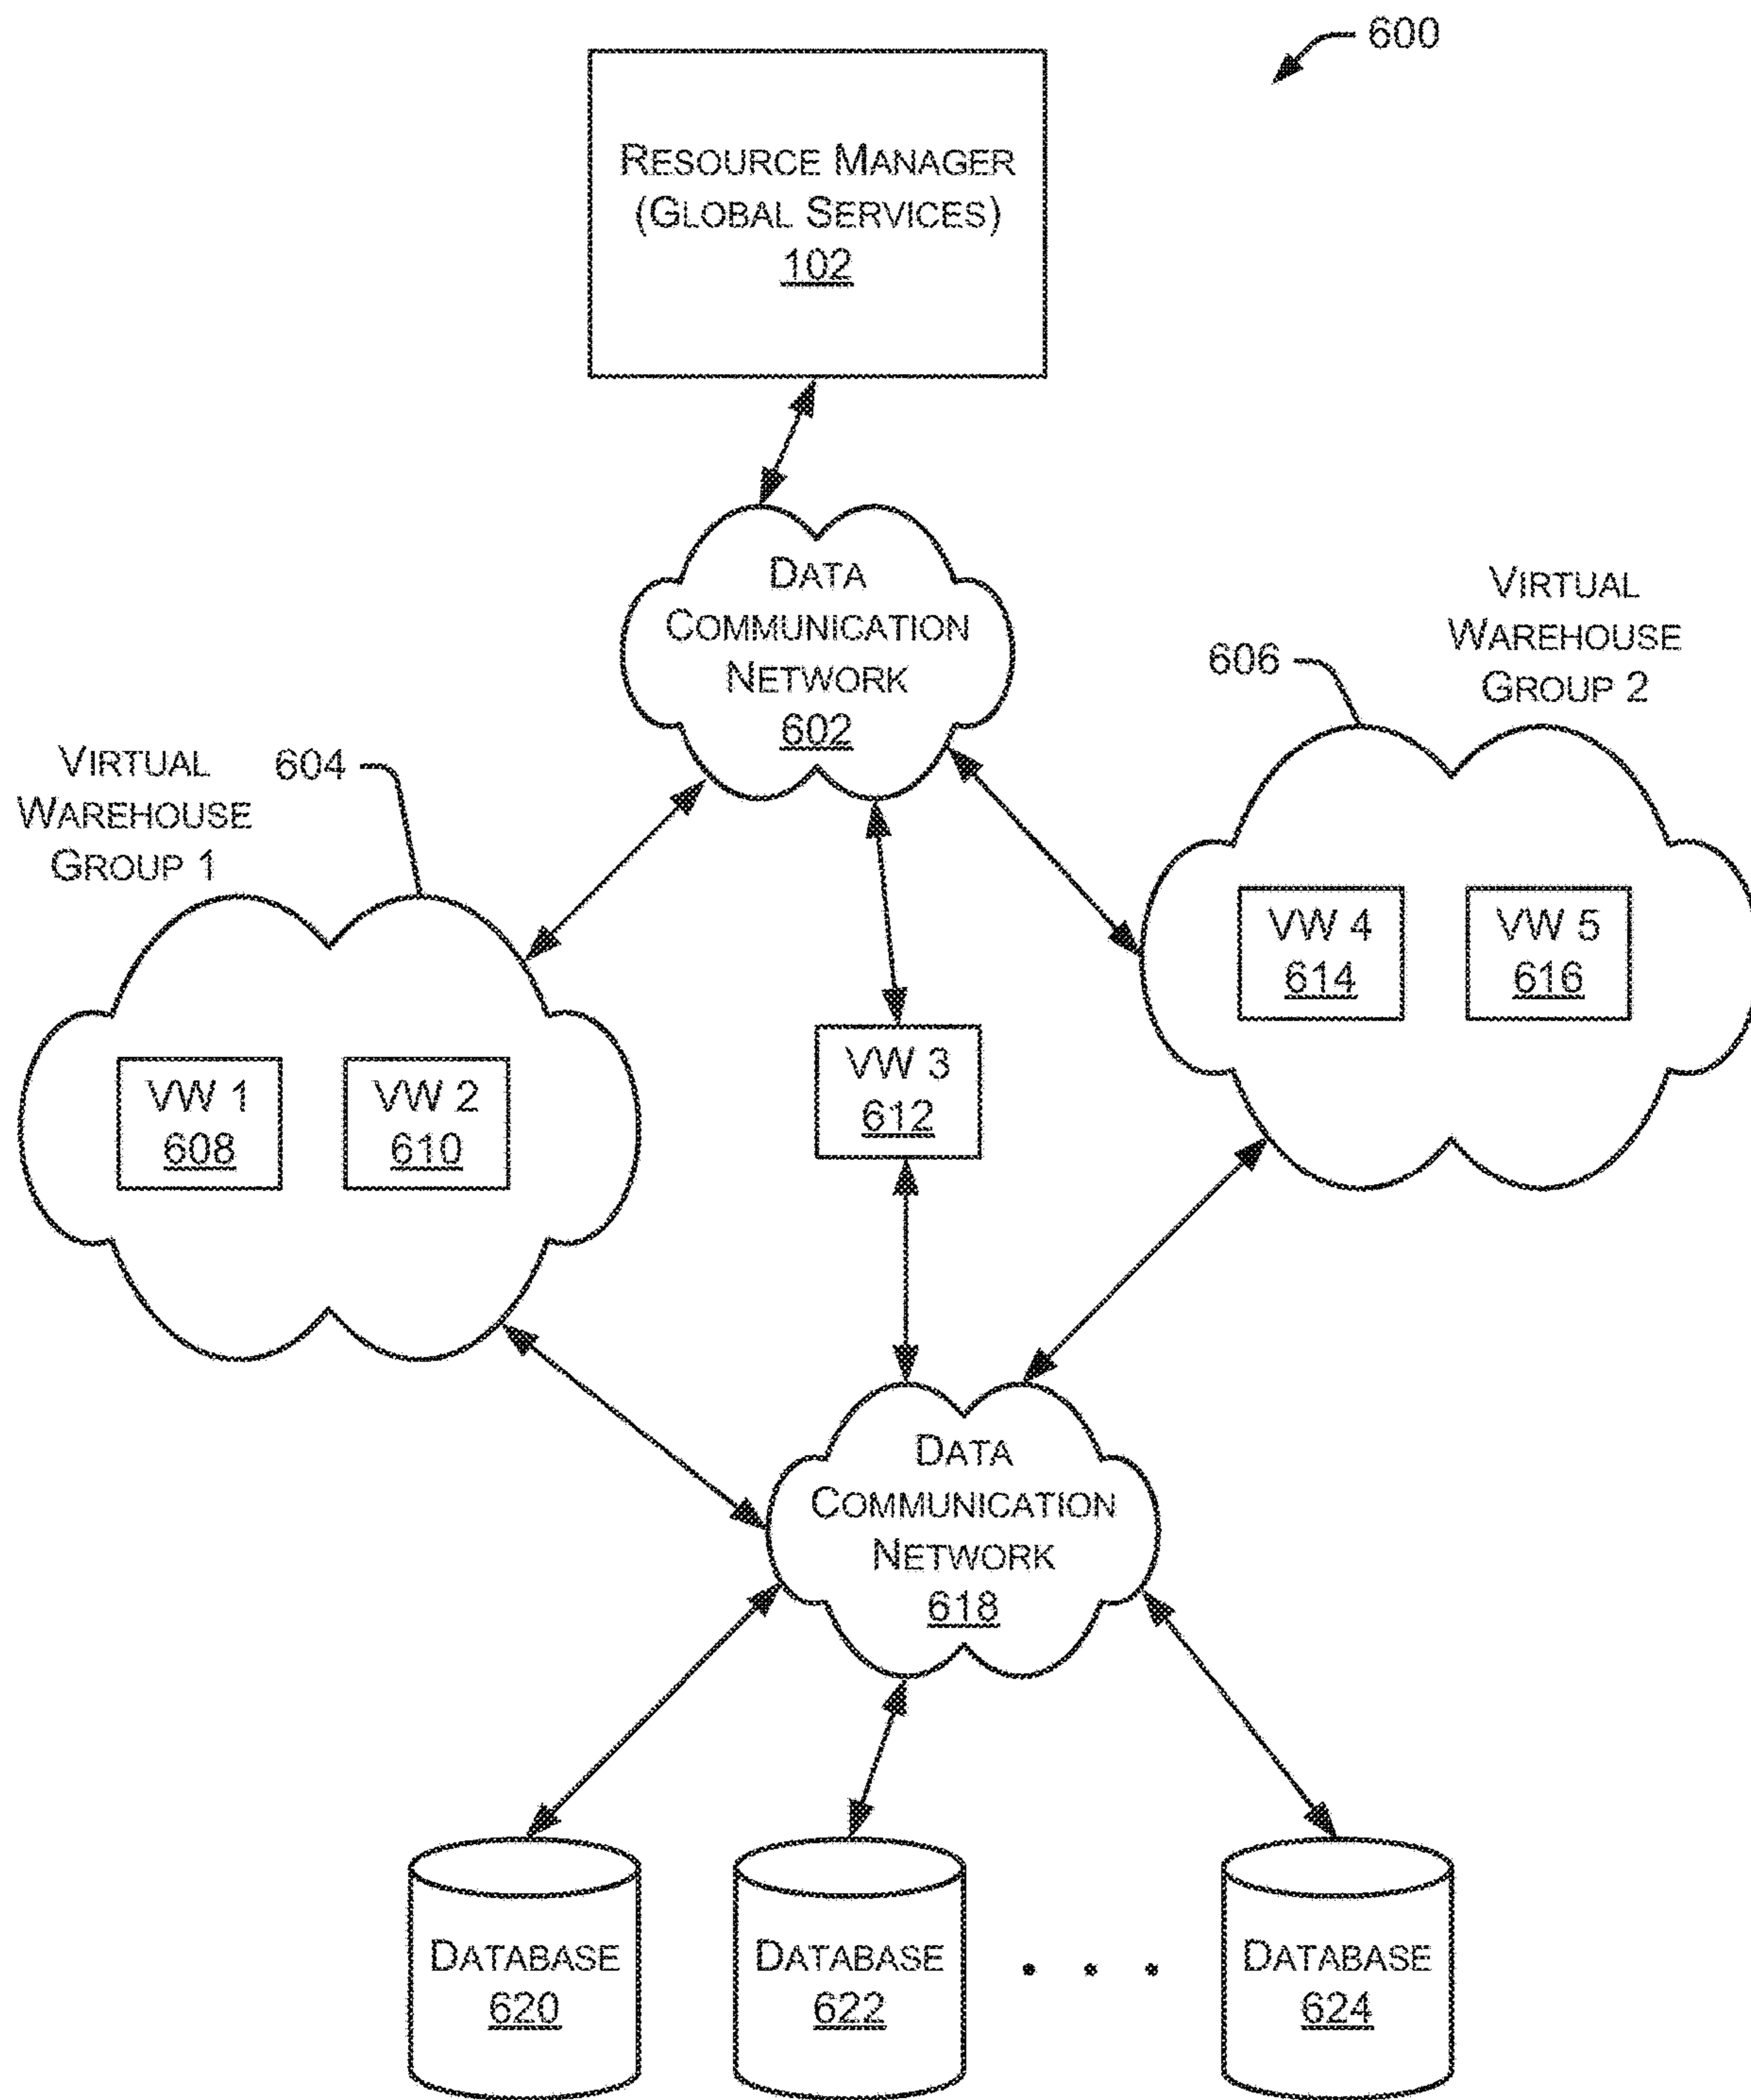 600
RESOURCE MANAGER
(GLOBAL SERVICES)
102
DATA
COMMUNICATION
NETWORK
602
VIRTUAL
WAREHOUSE
GROUP 2
606
VIRTUAL
WAREHOUSE
GROUP 1
604
VW 4
614
VW 5
616
VW 3
612
VW 1
608
VW 2
610
DATA
COMMUNICATION
NETWORK
618
DATABASE
620
DATABASE
622
. . .
DATABASE
624